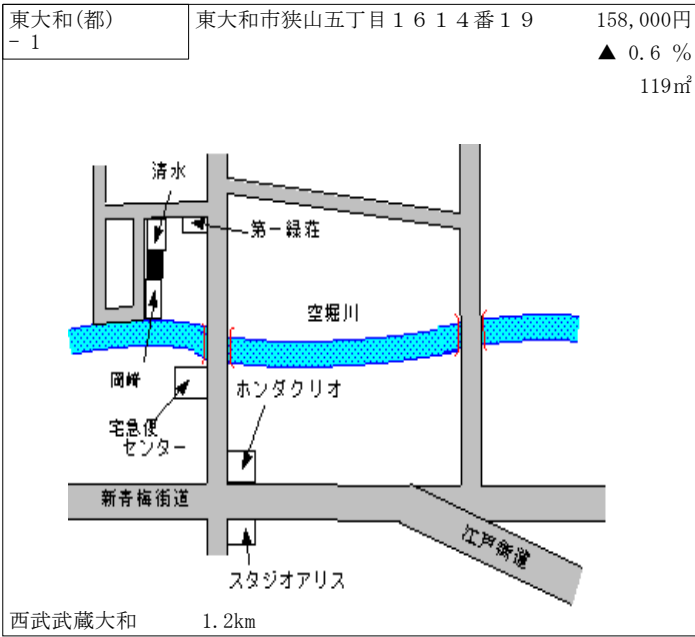 東大和(都)
- 1
東大和市狭山五丁目１６１４番１９
158,000円
▲ 0.6 %
119㎡
清水
第一緑荘
空堀川
岡崎
ホンダクリオ
宅急便
センター
新青梅街道
江戸街道
スタジオアリス
西武武蔵大和
1.2km